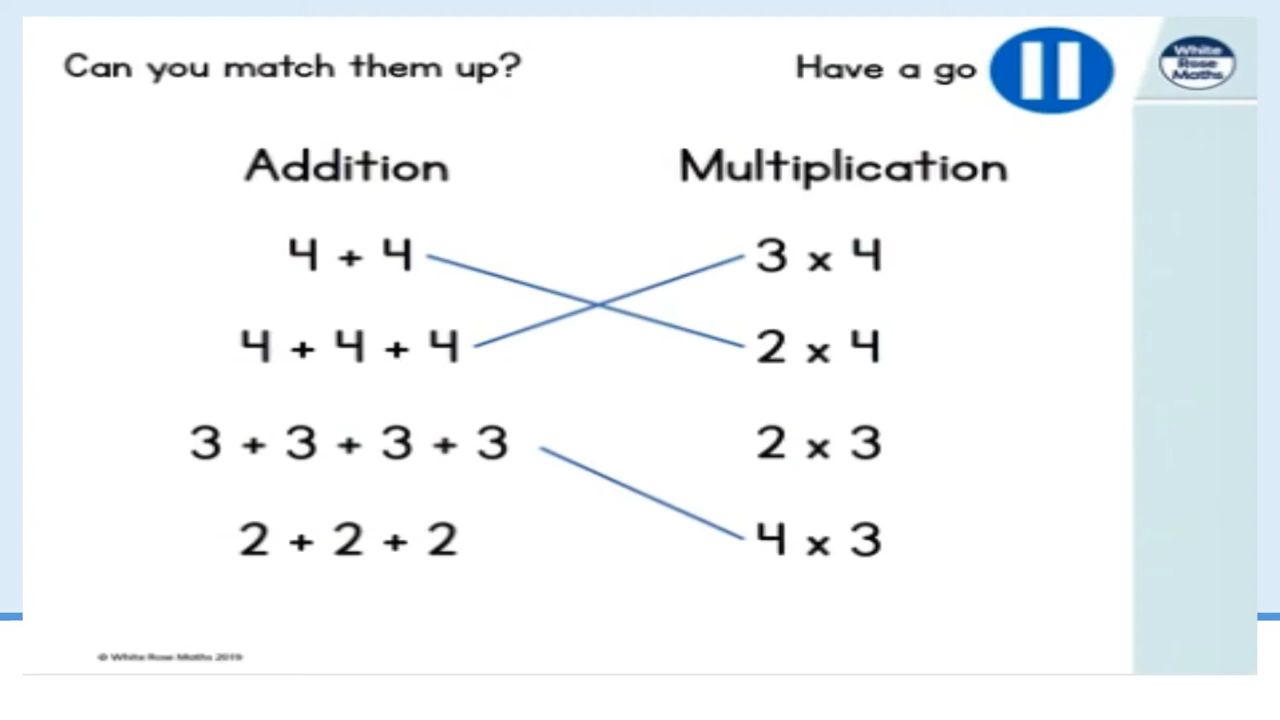 Can you match them up?
Have a go
White
Rose
Maths
Addition
Multiplication
4 + 4
3 x 4
4 + 4 + 4
2 x 4
3 + 3 + 3 + 3
2 x 3
2 + 2 + 2
4 x 3
© White Rose Maths 2019